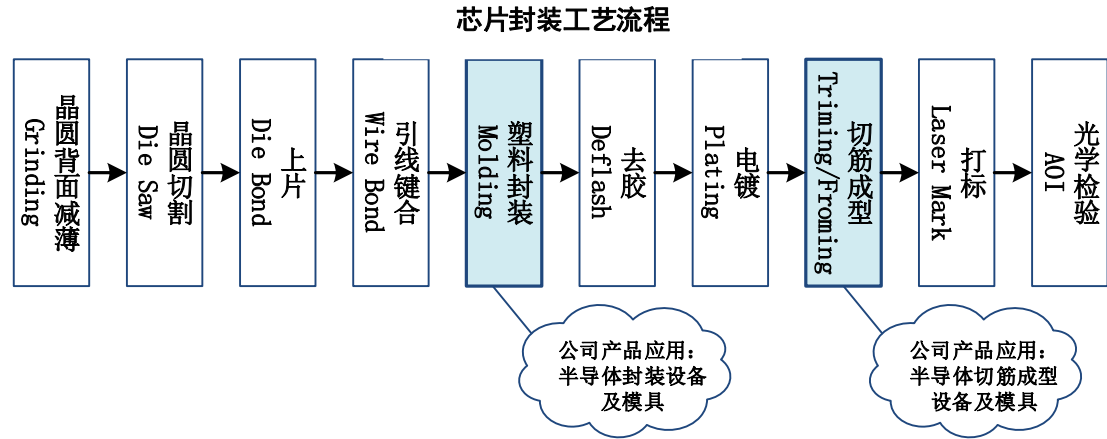 芯片封装工艺流程
晶圆背面减薄
Grinding
晶圆切割
Die Saw
上片
Die Bond
引线键合
Wire Bond
塑料封装
Molding
去胶
Deflash
电镀
Plating
切筋成型
Triming/Froming
打标
Laser Mark
光学检验
AOI
公司产品应用：
半导体封装设备
及模具
公司产品应用：
半导体切筋成型
设备及模具